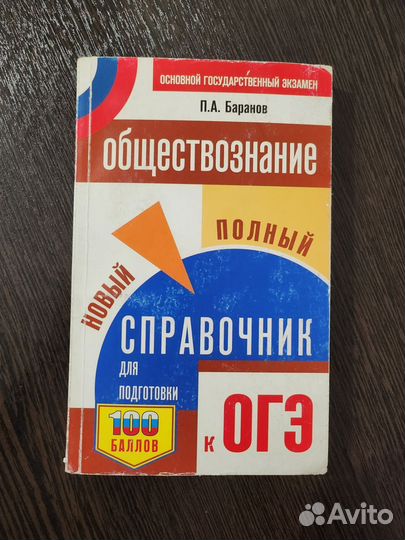 ОСНОВНОЙ ГОСУДАРСТВЕННЫЙ ЭКЗАМЕН
П.А. Баранов
ОБЩЕСТВОЗНАНИЕ
НОВЫЙ
ПОЛНЫЙ
СПРАВОЧНИК
ДЛЯ
ПОДГОТОВКИ
100
БАЛЛОВ
К ОГЭ
Avito